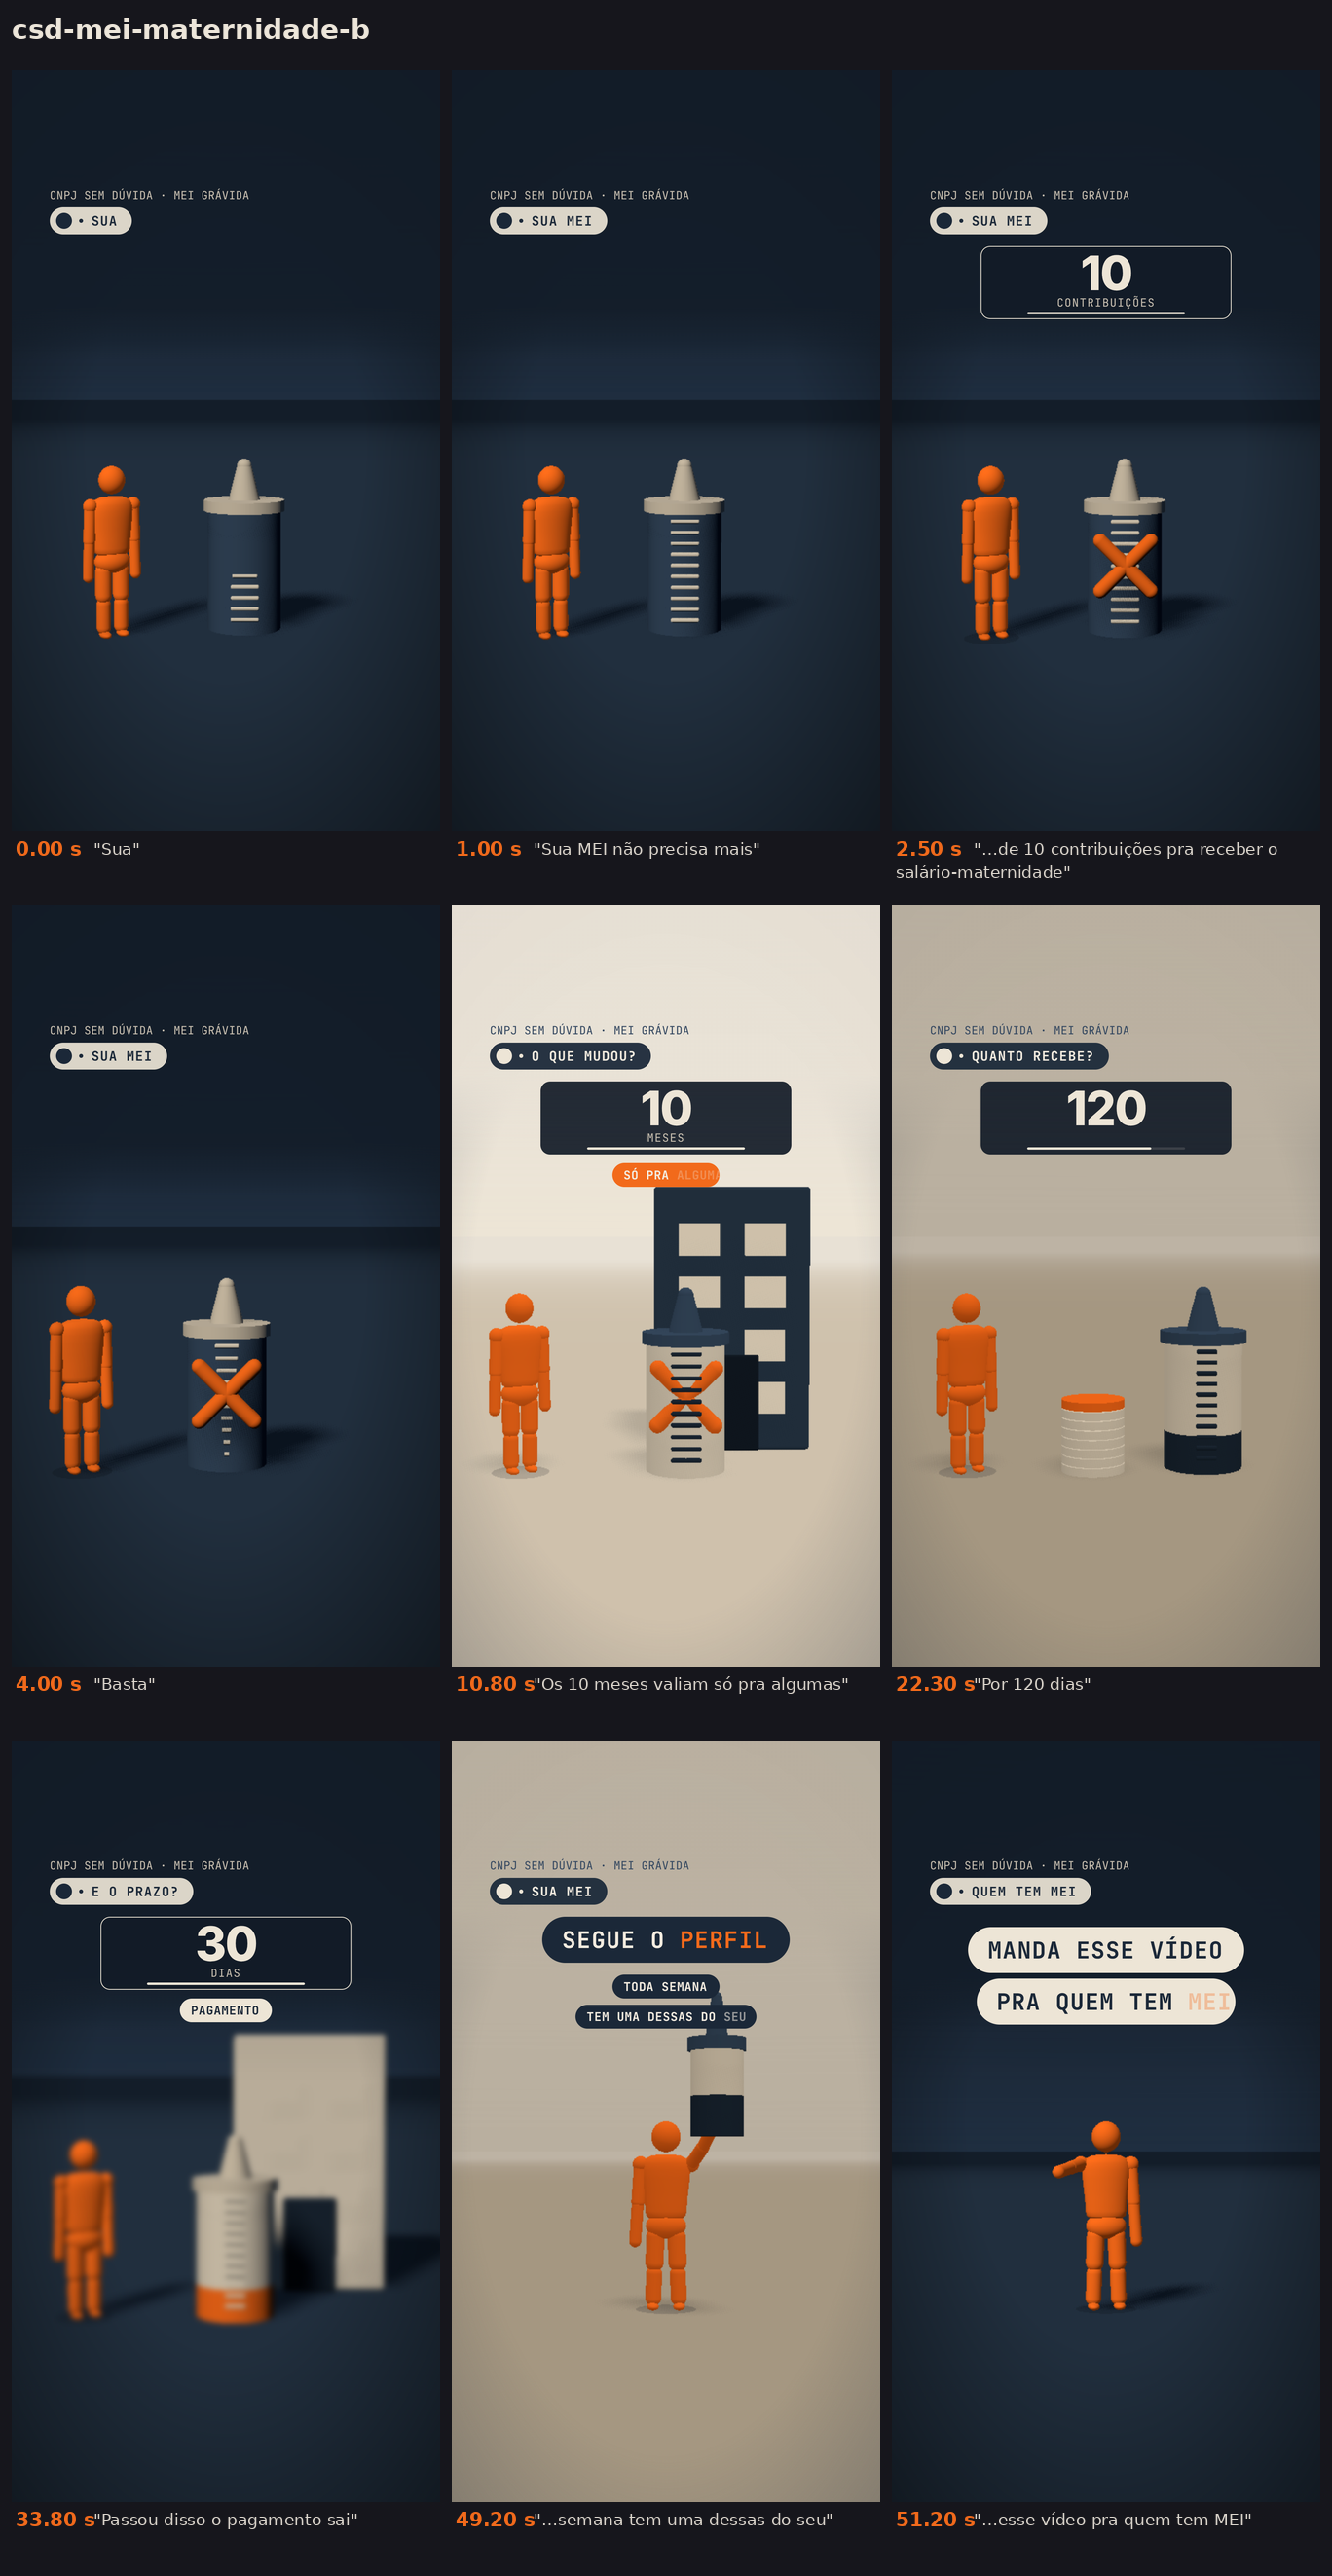 csd-mei-maternidade-b
CNPJ SEM DÚVIDA · MEI GRÁVIDA
• SUA
0.00 s "Sua"
CNPJ SEM DÚVIDA · MEI GRÁVIDA
• SUA MEI
1.00 s "Sua MEI não precisa mais"
CNPJ SEM DÚVIDA · MEI GRÁVIDA
• SUA MEI
10
CONTRIBUIÇÕES
2.50 s "...de 10 contribuições pra receber o
salário-maternidade"
CNPJ SEM DÚVIDA · MEI GRÁVIDA
• SUA MEI
4.00 s "Basta"
CNPJ SEM DÚVIDA · MEI GRÁVIDA
• O QUE MUDOU?
10
MESES
SÓ PRA ALGUM
10.80 s "Os 10 meses valiam só pra algumas"
CNPJ SEM DÚVIDA · MEI GRÁVIDA
• QUANTO RECEBE?
120
22.30 s "Por 120 dias"
CNPJ SEM DÚVIDA · MEI GRÁVIDA
• E O PRAZO?
30
DIAS
PAGAMENTO
33.80 s "Passou disso o pagamento sai"
CNPJ SEM DÚVIDA · MEI GRÁVIDA
• SUA MEI
SEGUE O PERFIL
TODA SEMANA
TEM UMA DESSAS DO SEU
49.20 s "...semana tem uma dessas do seu"
CNPJ SEM DÚVIDA · MEI GRÁVIDA
• QUEM TEM MEI
MANDA ESSE VÍDEO
PRA QUEM TEM MEI
51.20 s "...esse vídeo pra quem tem MEI"